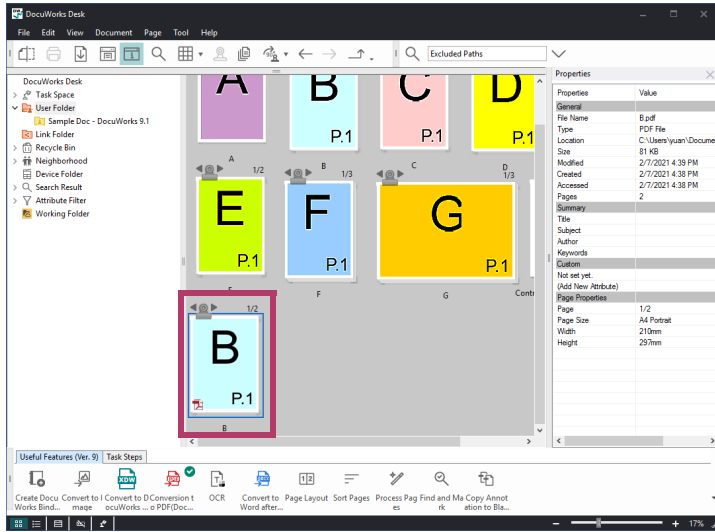 DocuWorks Desk
File Edit View Document Page Tool Help
Excluded Paths
DocuWorks Desk
Task Space
User Folder
Sample Doc - DocuWorks 9.1
Link Folder
Recycle Bin
Neighborhood
Device Folder
Search Result
Attribute Filter
Working Folder
A B C D
P.1 P.1 P.1
A B C D
1/2 1/3 1/3
E F G
P.1 P.1 P.1
F G Cont
1/2
B
P.1
B
Properties
Properties Value
General
File Name B.pdf
Type PDF File
Location C:\Users\yuan\Docume
Size 81 KB
Modified 2/7/2021 4:39 PM
Created 2/7/2021 4:38 PM
Accessed 2/7/2021 4:38 PM
Pages 2
Summary
Title
Subject
Author
Keywords
Custom
Not set yet.
(Add New Attribute)
Page Properties
Page 1/2
Page Size A4 Portrait
Width 210mm
Height 297mm
Useful Features (Ver. 9) Task Steps
Create Docu Convert to I Convert to D Conversion t OCR Convert to Page Layout Sort Pages Process Pag Find and Ma Copy Annot
Works Bind... mage ocuWorks ... o PDF(Doc... Word after... es rk ation to Bla...
17%